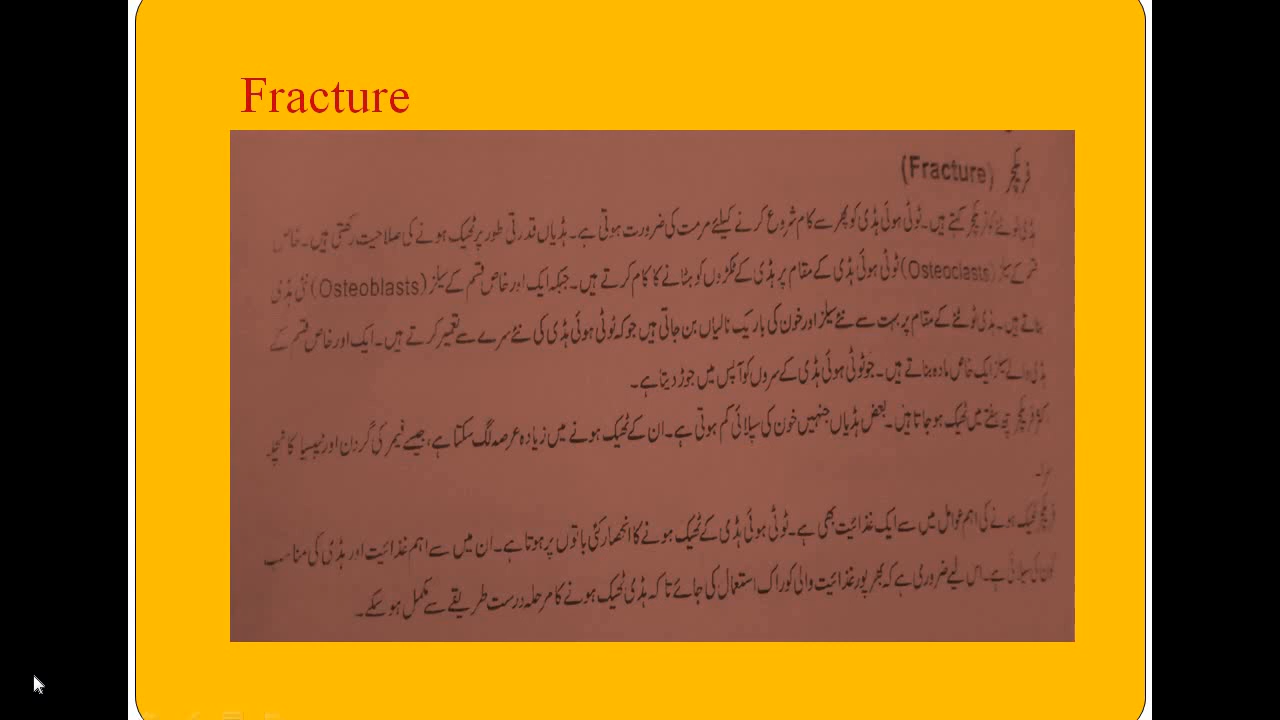 Fracture
فریکچر (Fracture)
ہڈی ٹوٹنے کو فریکچر کہتے ہیں۔ ٹوٹی ہوئی ہڈی کو پھر سے کام شروع کرنے کیلئے مرمت کی ضرورت ہوتی ہے۔ ہڈیاں قدرتی طور پر ٹھیک ہونے کی صلاحیت رکھتی ہیں۔ خاص
قسم کے سیلز (Osteoclasts) ٹوٹی ہوئی ہڈی کے مقام پر ہڈی کے ٹکڑوں کو ہٹانے کا کام کرتے ہیں۔ جبکہ ایک اور خاص قسم کے سیلز (Osteoblasts) نئی ہڈی
بناتے ہیں۔ ہڈی ٹوٹنے کے مقام پر بہت سے نئے سیلز اور خون کی باریک نالیاں بن جاتی ہیں جو کہ ٹوٹی ہوئی ہڈی کی نئے سرے سے تعمیر کرتے ہیں۔ ایک اور خاص قسم کے
ہڈی والے سیلز ایک خاص مادہ بناتے ہیں۔ جو ٹوٹی ہوئی ہڈی کے سروں کو آپس میں جوڑ دیتا ہے۔
فریکچر چھ ہفتے میں ٹھیک ہو جاتا ہیں۔ بعض ہڈیاں جنہیں خون کی سپلائی کم ہوتی ہے۔ ان کے ٹھیک ہونے میں زیادہ عرصہ لگ سکتا ہے، جیسے فیمر کی گردن اور ٹیبیا کا نچلا
سرا۔
فریکچر ٹھیک ہونے کی اہم عوامل میں سے ایک غذائیت بھی ہے۔ ٹوٹی ہوئی ہڈی کے ٹھیک ہونے کا انحصار کئی باتوں پر ہوتا ہے۔ ان میں سے اہم غذائیت اور ہڈی کی مناسب
خون کی سپلائی ہے۔ اس لیے ضروری ہے کہ بھرپور غذائیت والی خوراک استعمال کی جائے تاکہ ہڈی ٹھیک ہونے کا مرحلہ درست طریقے سے مکمل ہو سکے۔